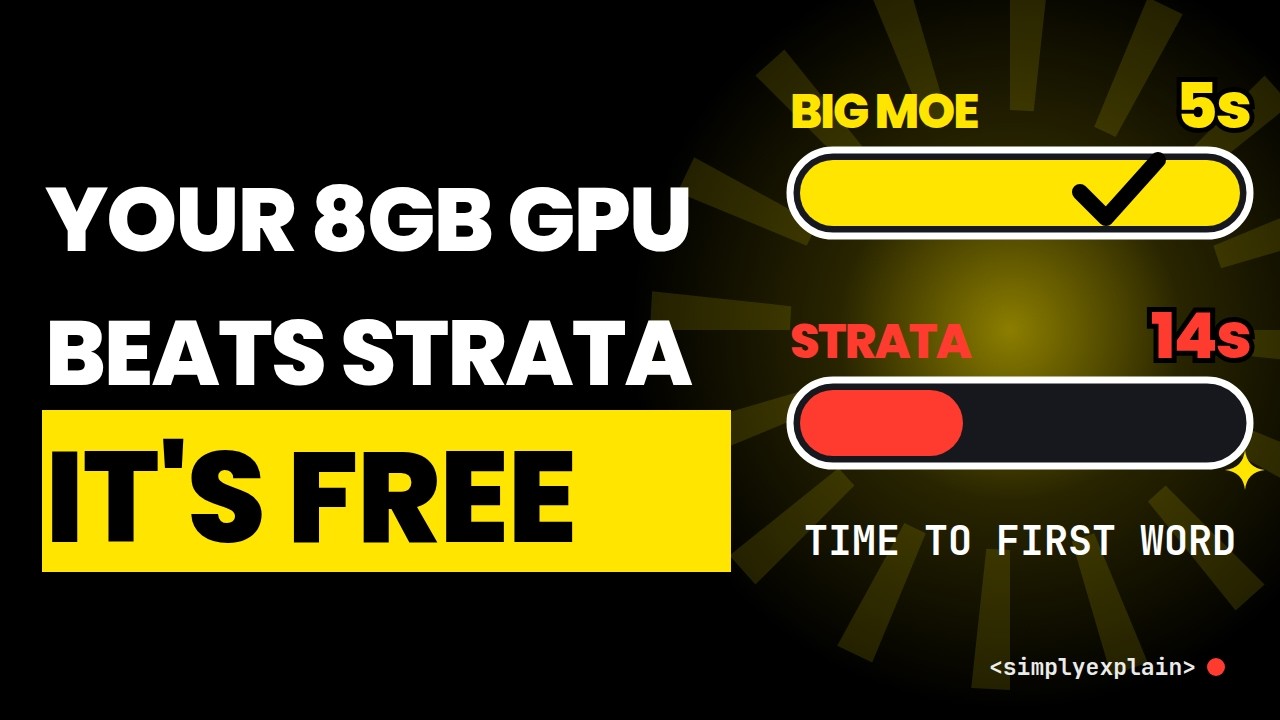 YOUR 8GB GPU
BEATS STRATA
IT'S FREE
BIG MOE 5s
STRATA 14s
TIME TO FIRST WORD
<simplyexplain>